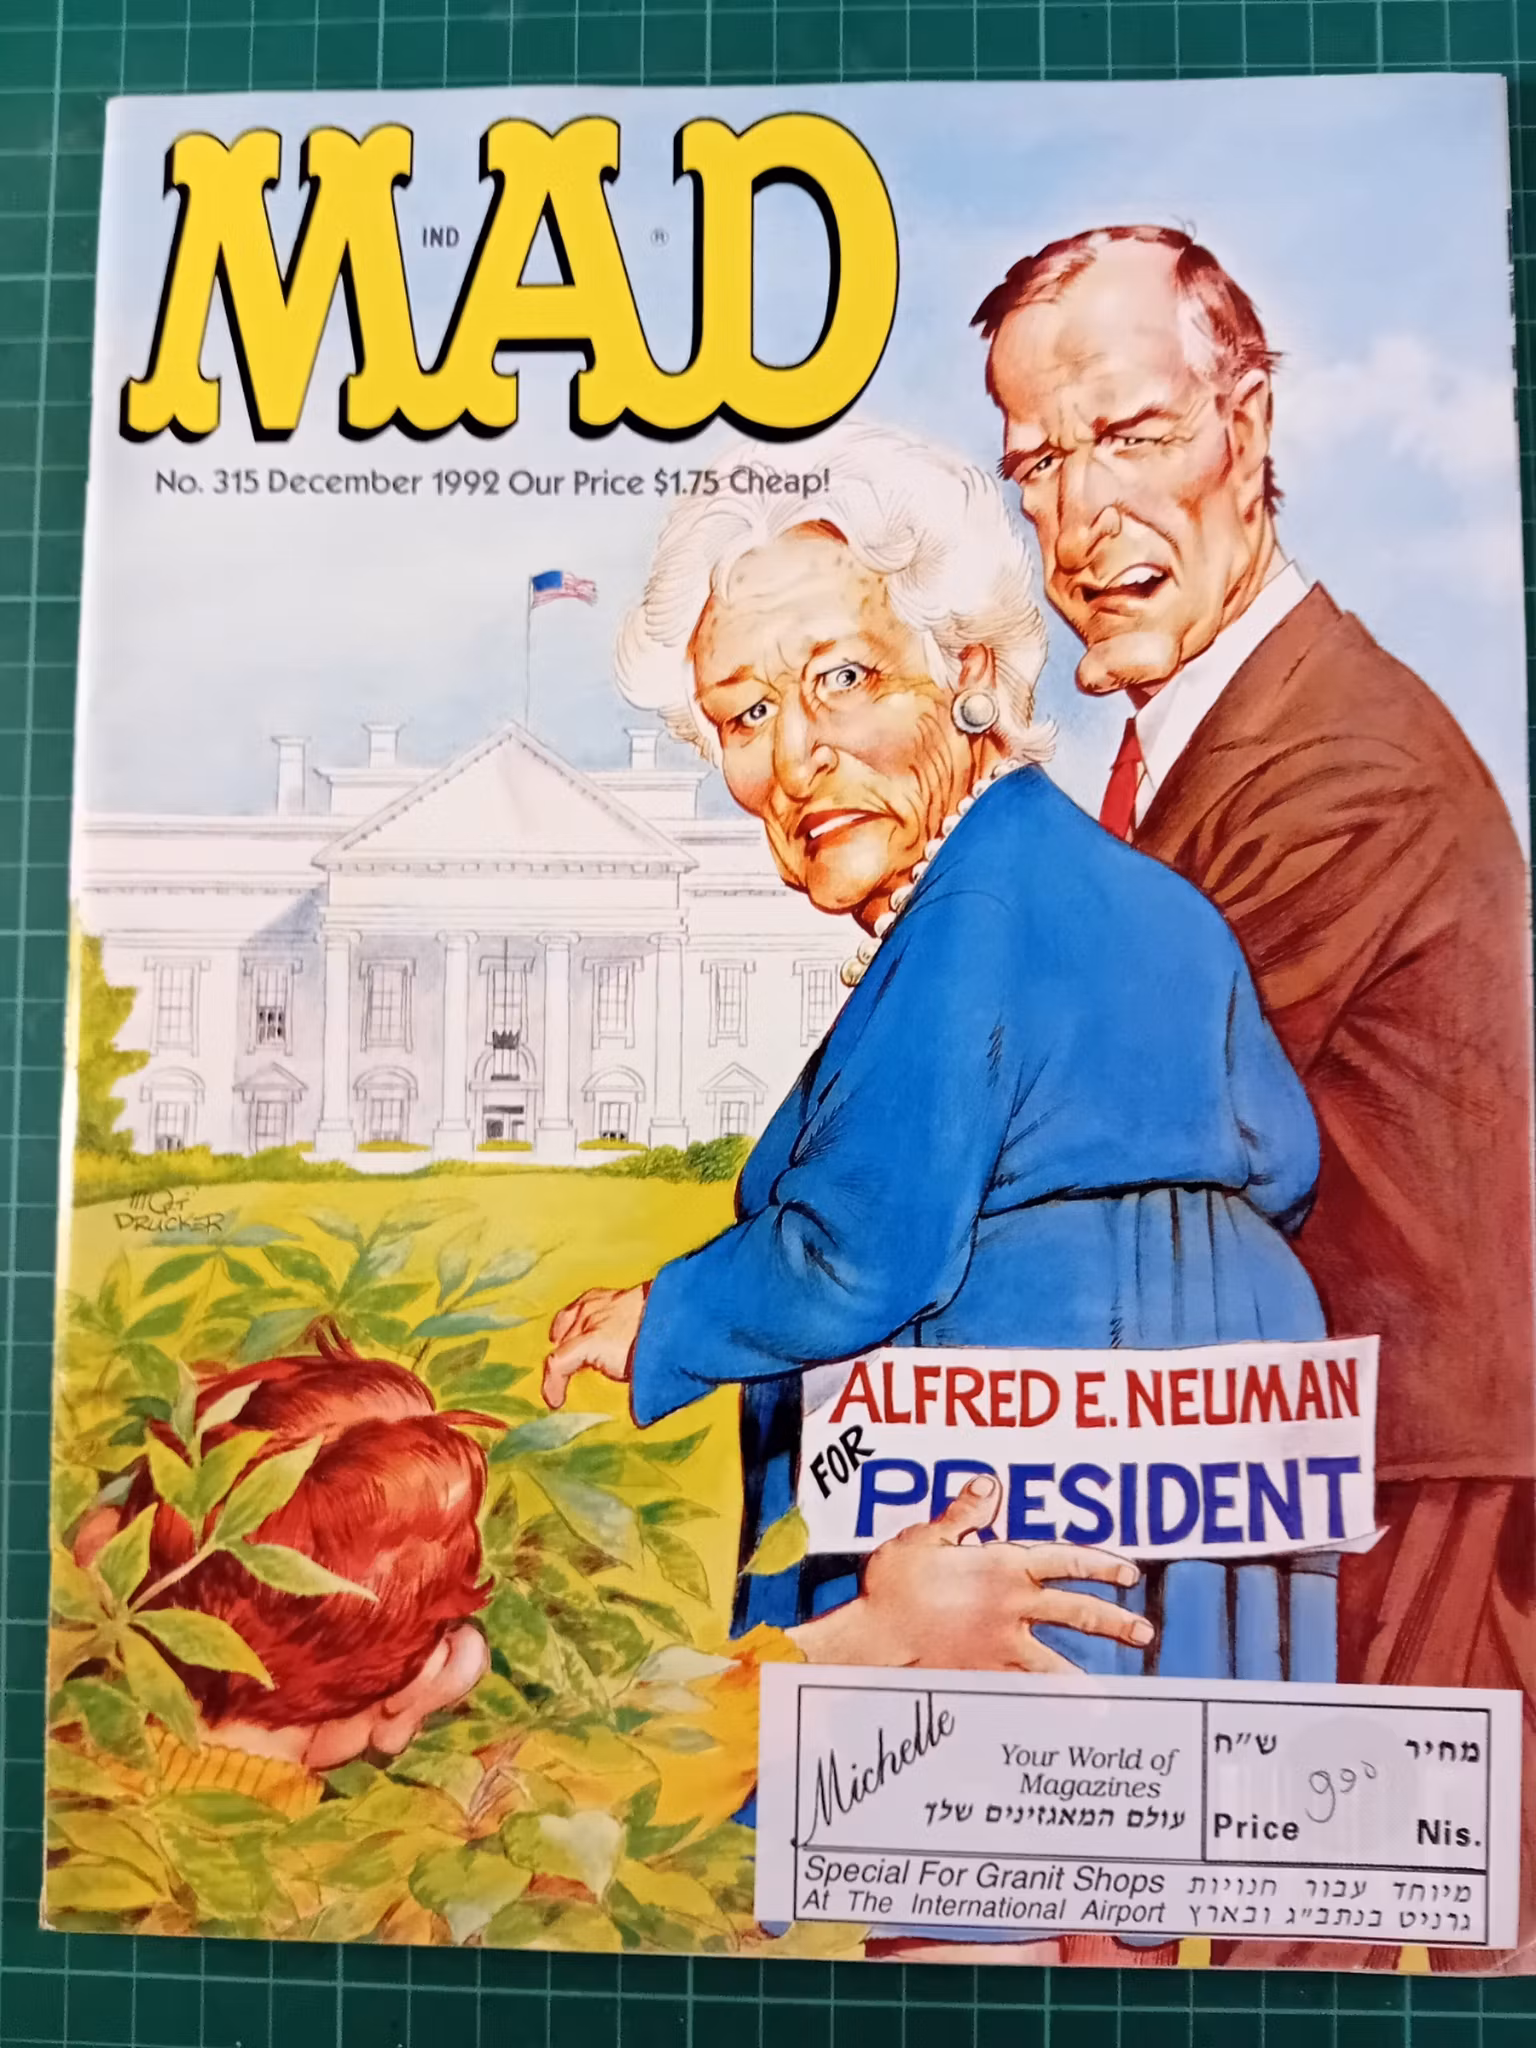 MAD
IND ®
No. 315 December 1992 Our Price $1.75 Cheap!
MORT
DRUCKER
ALFRED E. NEUMAN
FOR
PRESIDENT
Michelle
Your World of
Magazines
עולם המאגזינים שלך
ש"ח מחיר
990
Price Nis.
Special For Granit Shops מיוחד עבור חנויות
At The International Airport גרניט בנתב"ג ובארץ